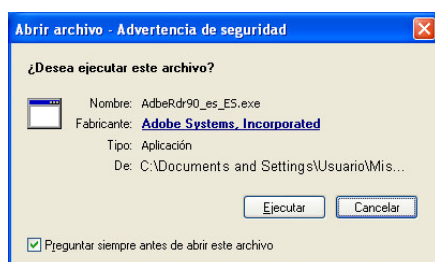 Abrir archivo - Advertencia de seguridad
¿Desea ejecutar este archivo?
Nombre: AdbeRdr90_es_ES.exe
Fabricante: Adobe Systems, Incorporated
Tipo: Aplicación
De: C:\Documents and Settings\Usuario\Mis...
Ejecutar Cancelar
Preguntar siempre antes de abrir este archivo